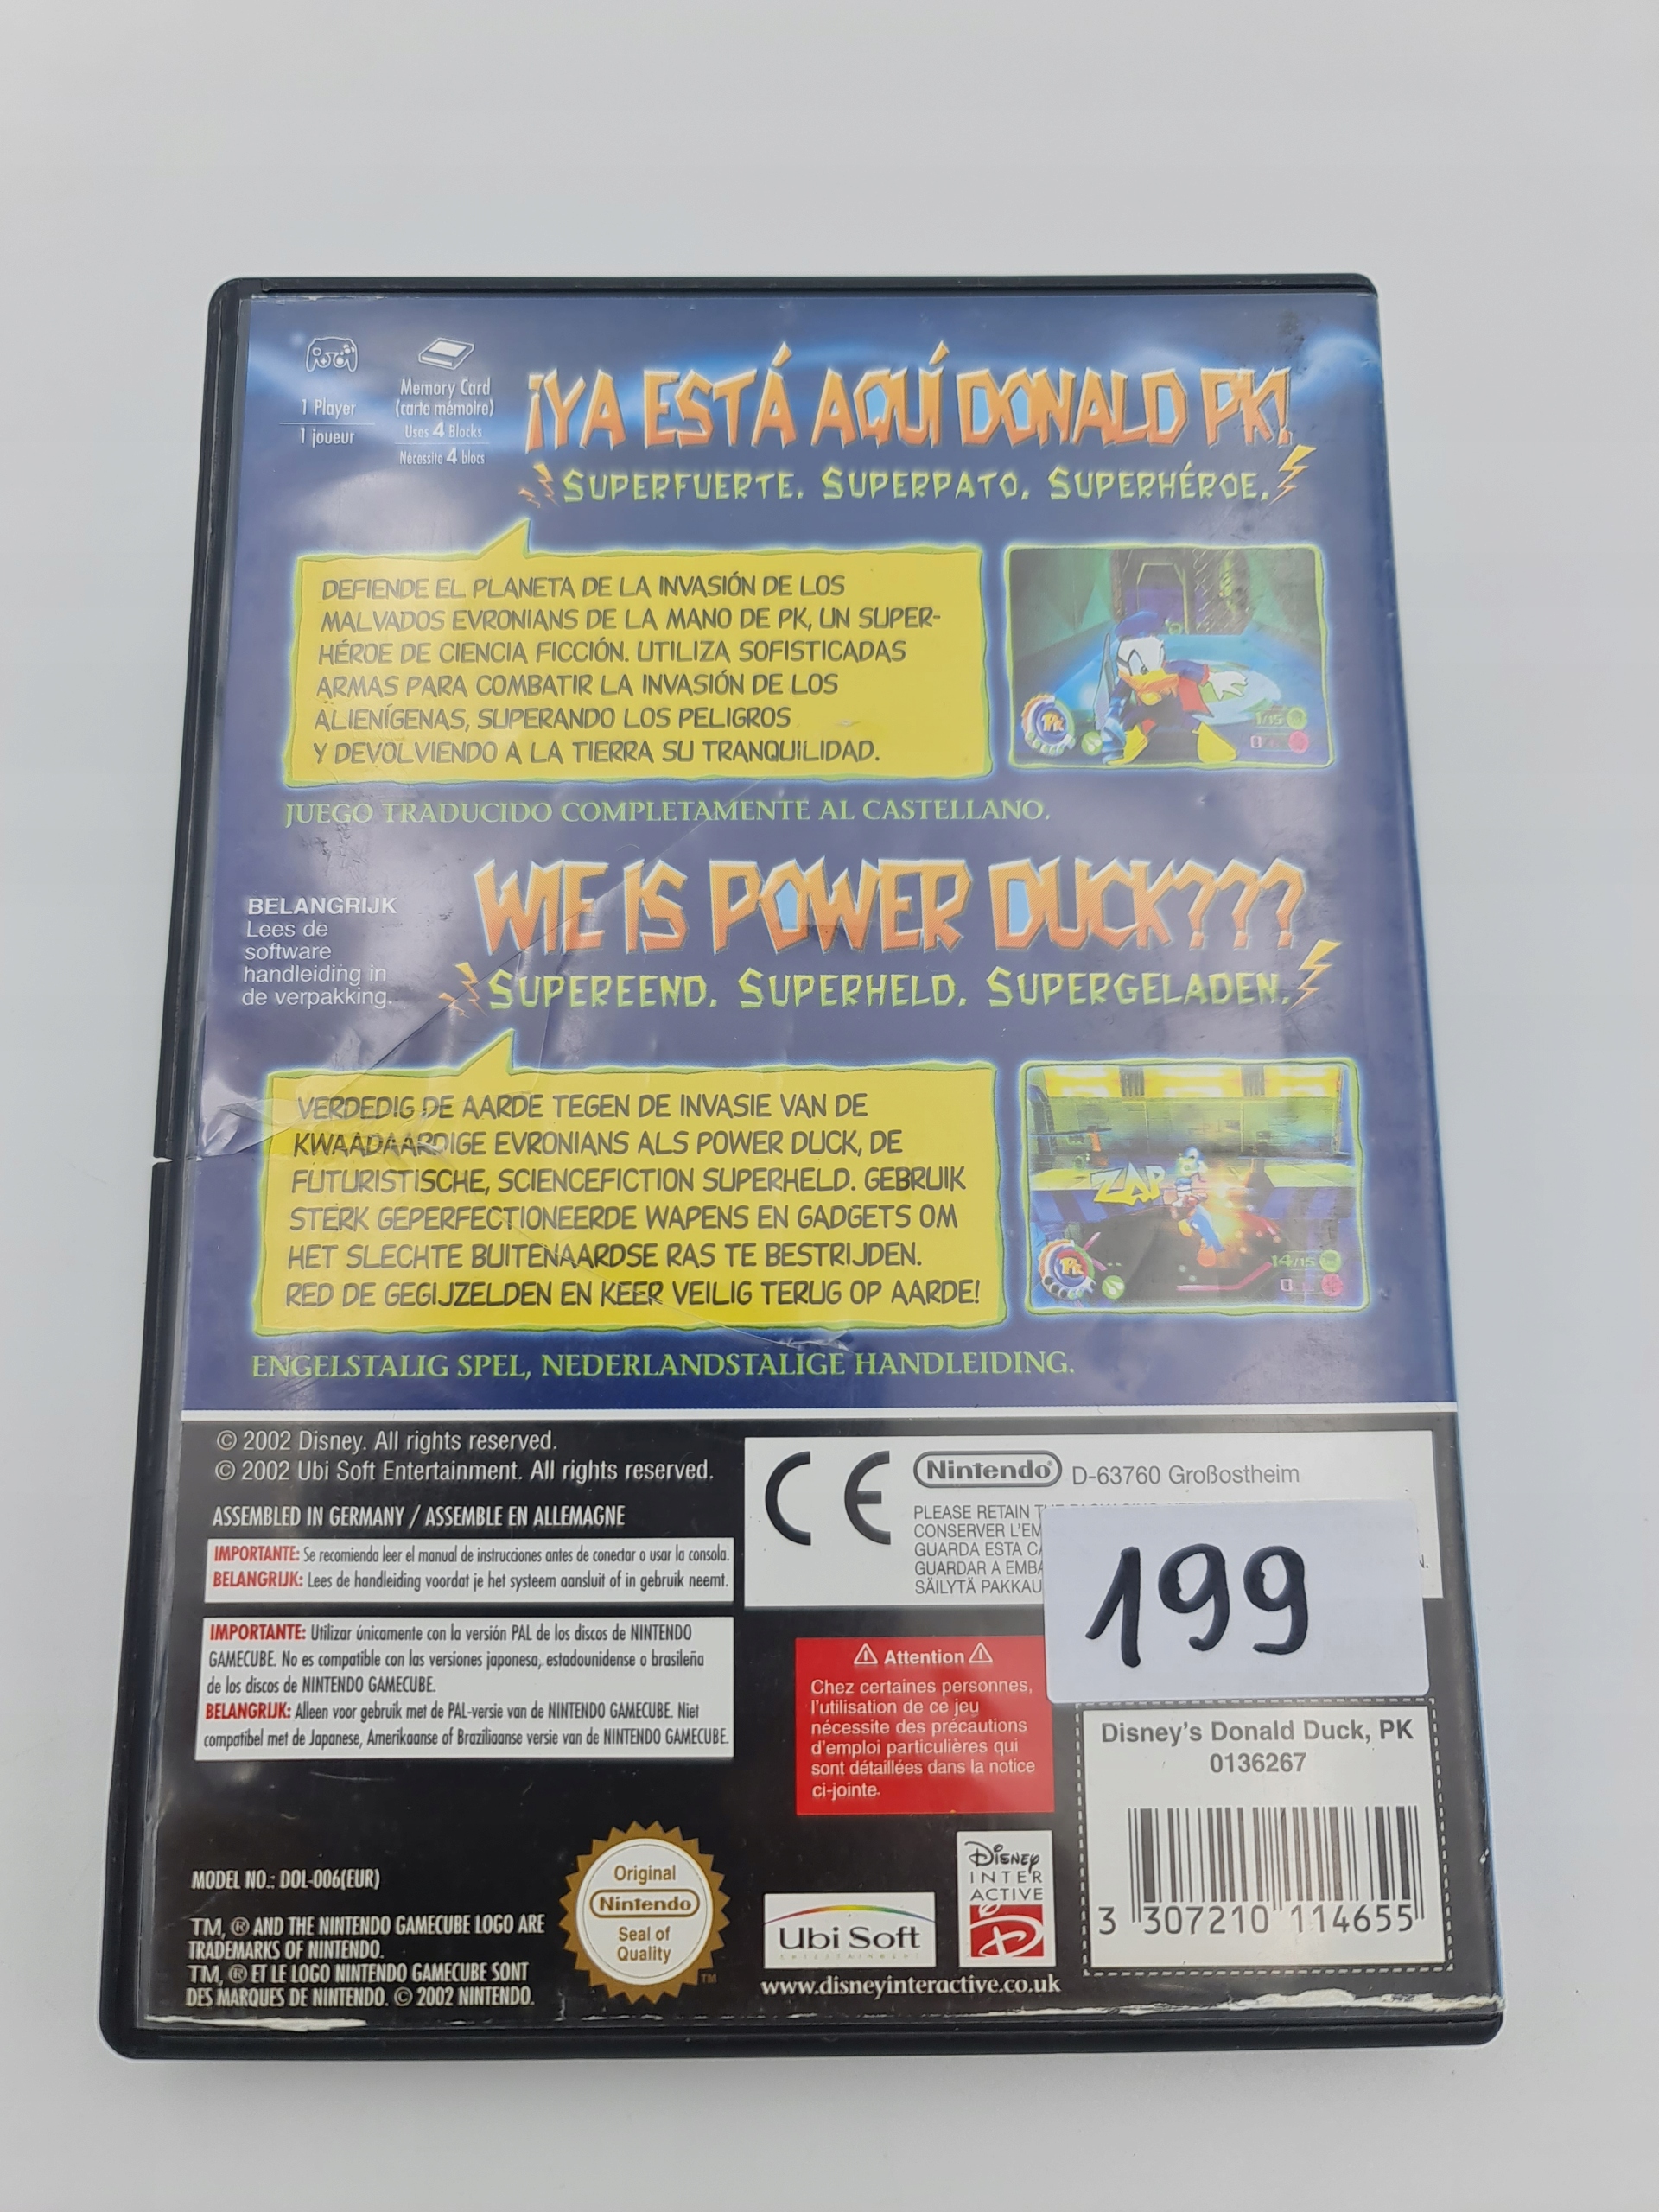 1 Player
1 joueur
Memory Card
(carte mémoire)
Uses 4 Blocks
Nécessite 4 blocs
¡YA ESTÁ AQUÍ DONALD PK!
SUPERFUERTE. SUPERPATO. SUPERHÉROE.
DEFIENDE EL PLANETA DE LA INVASIÓN DE LOS
MALVADOS EVRONIANS DE LA MANO DE PK, UN SUPER-
HÉROE DE CIENCIA FICCIÓN. UTILIZA SOFISTICADAS
ARMAS PARA COMBATIR LA INVASIÓN DE LOS
ALIENÍGENAS, SUPERANDO LOS PELIGROS
Y DEVOLVIENDO A LA TIERRA SU TRANQUILIDAD.
PK
1/15
JUEGO TRADUCIDO COMPLETAMENTE AL CASTELLANO.
BELANGRIJK
Lees de
software
handleiding in
de verpakking.
WIE IS POWER DUCK???
SUPEREEND. SUPERHELD. SUPERGELADEN.
VERDEDIG DE AARDE TEGEN DE INVASIE VAN DE
KWAADAARDIGE EVRONIANS ALS POWER DUCK, DE
FUTURISTISCHE, SCIENCEFICTION SUPERHELD. GEBRUIK
STERK GEPERFECTIONEERDE WAPENS EN GADGETS OM
HET SLECHTE BUITENAARDSE RAS TE BESTRIJDEN.
RED DE GEGIJZELDEN EN KEER VEILIG TERUG OP AARDE!
ZAP
PK
14/15
ENGELSTALIG SPEL, NEDERLANDSTALIGE HANDLEIDING.
© 2002 Disney. All rights reserved.
© 2002 Ubi Soft Entertainment. All rights reserved.
ASSEMBLED IN GERMANY / ASSEMBLE EN ALLEMAGNE
IMPORTANTE: Se recomienda leer el manual de instrucciones antes de conectar o usar la consola.
BELANGRIJK: Lees de handleiding voordat je het systeem aansluit of in gebruik neemt.
IMPORTANTE: Utilizar únicamente con la versión PAL de los discos de NINTENDO
GAMECUBE. No es compatible con las versiones japonesa, estadounidense o brasileña
de los discos de NINTENDO GAMECUBE.
BELANGRIJK: Alleen voor gebruik met de PAL-versie van de NINTENDO GAMECUBE. Niet
compatibel met de Japanse, Amerikaanse of Braziliaanse versie van de NINTENDO GAMECUBE.
CE
Nintendo® D-63760 Großostheim
PLEASE RETAIN
CONSERVER L'EM
GUARDA ESTA
GUARDAR A EMBA
SÄILYTÄ PAKKAU
N.
199
Attention
Chez certaines personnes,
l'utilisation de ce jeu
nécessite des précautions
d'emploi particulières qui
sont détaillées dans la notice
ci-jointe.
Disney's Donald Duck, PK
0136267
3 307210 114655
MODEL NO.: DOL-006(EUR)
TM, ® AND THE NINTENDO GAMECUBE LOGO ARE
TRADEMARKS OF NINTENDO.
TM, ® ET LE LOGO NINTENDO GAMECUBE SONT
DES MARQUES DE NINTENDO. © 2002 NINTENDO.
Original
Nintendo®
Seal of
Quality
TM
Ubi Soft
ENTERTAINMENT
DISNEY
INTER
ACTIVE
D
www.disneyinteractive.co.uk